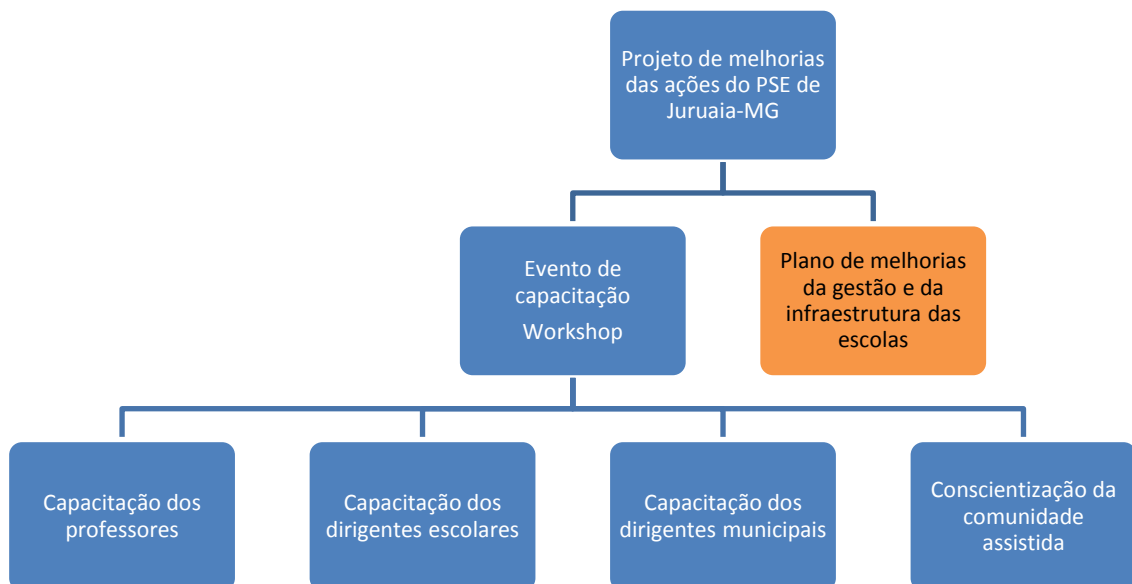 Projeto de melhorias
das ações do PSE de
Juruaia-MG
Evento de
capacitação
Workshop
Plano de melhorias
da gestão e da
infraestrutura das
escolas
Capacitação dos
professores
Capacitação dos
dirigentes escolares
Capacitação dos
dirigentes municipais
Conscientização da
comunidade
assistida